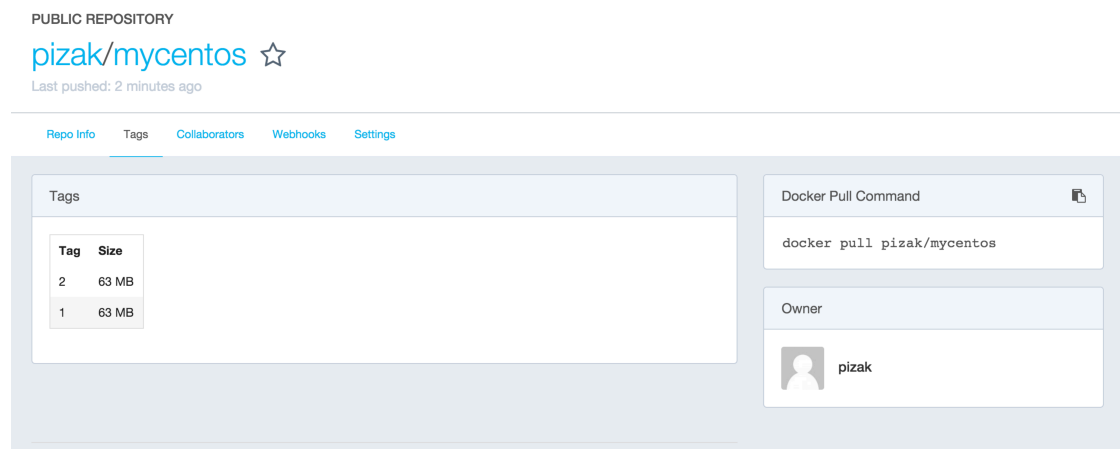 PUBLIC REPOSITORY
pizak/mycentos
Last pushed: 2 minutes ago
Repo Info Tags Collaborators Webhooks Settings
Tags
Tag Size
2 63 MB
1 63 MB
Docker Pull Command
docker pull pizak/mycentos
Owner
pizak